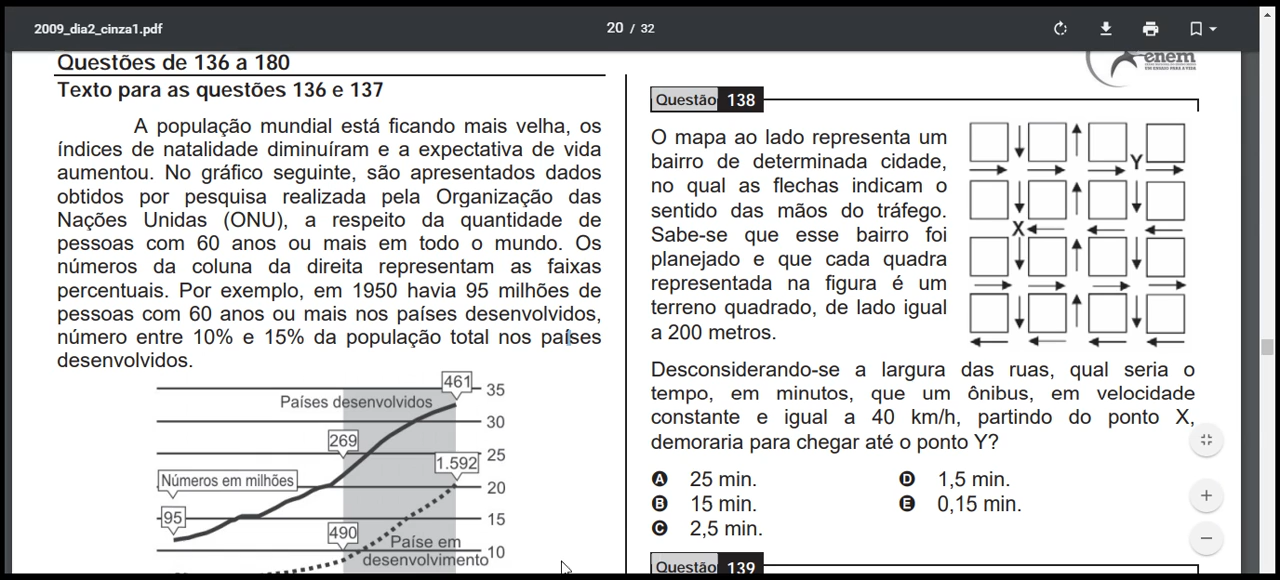 2009_dia2_cinza1.pdf
20 / 32
Questões de 136 a 180
Texto para as questões 136 e 137
A população mundial está ficando mais velha, os
índices de natalidade diminuíram e a expectativa de vida
aumentou. No gráfico seguinte, são apresentados dados
obtidos por pesquisa realizada pela Organização das
Nações Unidas (ONU), a respeito da quantidade de
pessoas com 60 anos ou mais em todo o mundo. Os
números da coluna da direita representam as faixas
percentuais. Por exemplo, em 1950 havia 95 milhões de
pessoas com 60 anos ou mais nos países desenvolvidos,
número entre 10% e 15% da população total nos países
desenvolvidos.
461
35
Países desenvolvidos
30
269
25
1.592
Números em milhões
20
95
15
490
Paíse em
10
desenvolvimento
enem
Questão 138
O mapa ao lado representa um
bairro de determinada cidade,
no qual as flechas indicam o
sentido das mãos do tráfego.
Sabe-se que esse bairro foi
planejado e que cada quadra
representada na figura é um
terreno quadrado, de lado igual
a 200 metros.
Y
X
Desconsiderando-se a largura das ruas, qual seria o
tempo, em minutos, que um ônibus, em velocidade
constante e igual a 40 km/h, partindo do ponto X,
demoraria para chegar até o ponto Y?
A 25 min.
B 15 min.
C 2,5 min.
D 1,5 min.
E 0,15 min.
Questão 139